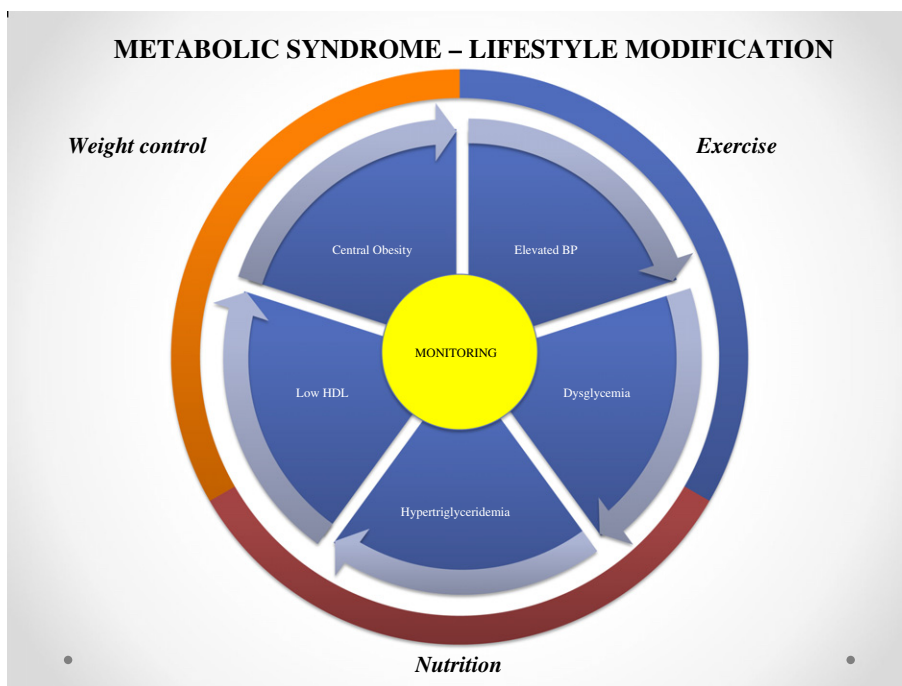 METABOLIC SYNDROME – LIFESTYLE MODIFICATION
Weight control
Exercise
Central Obesity
Elevated BP
MONITORING
Low HDL
Dysglycemia
Hypertriglyceridemia
Nutrition